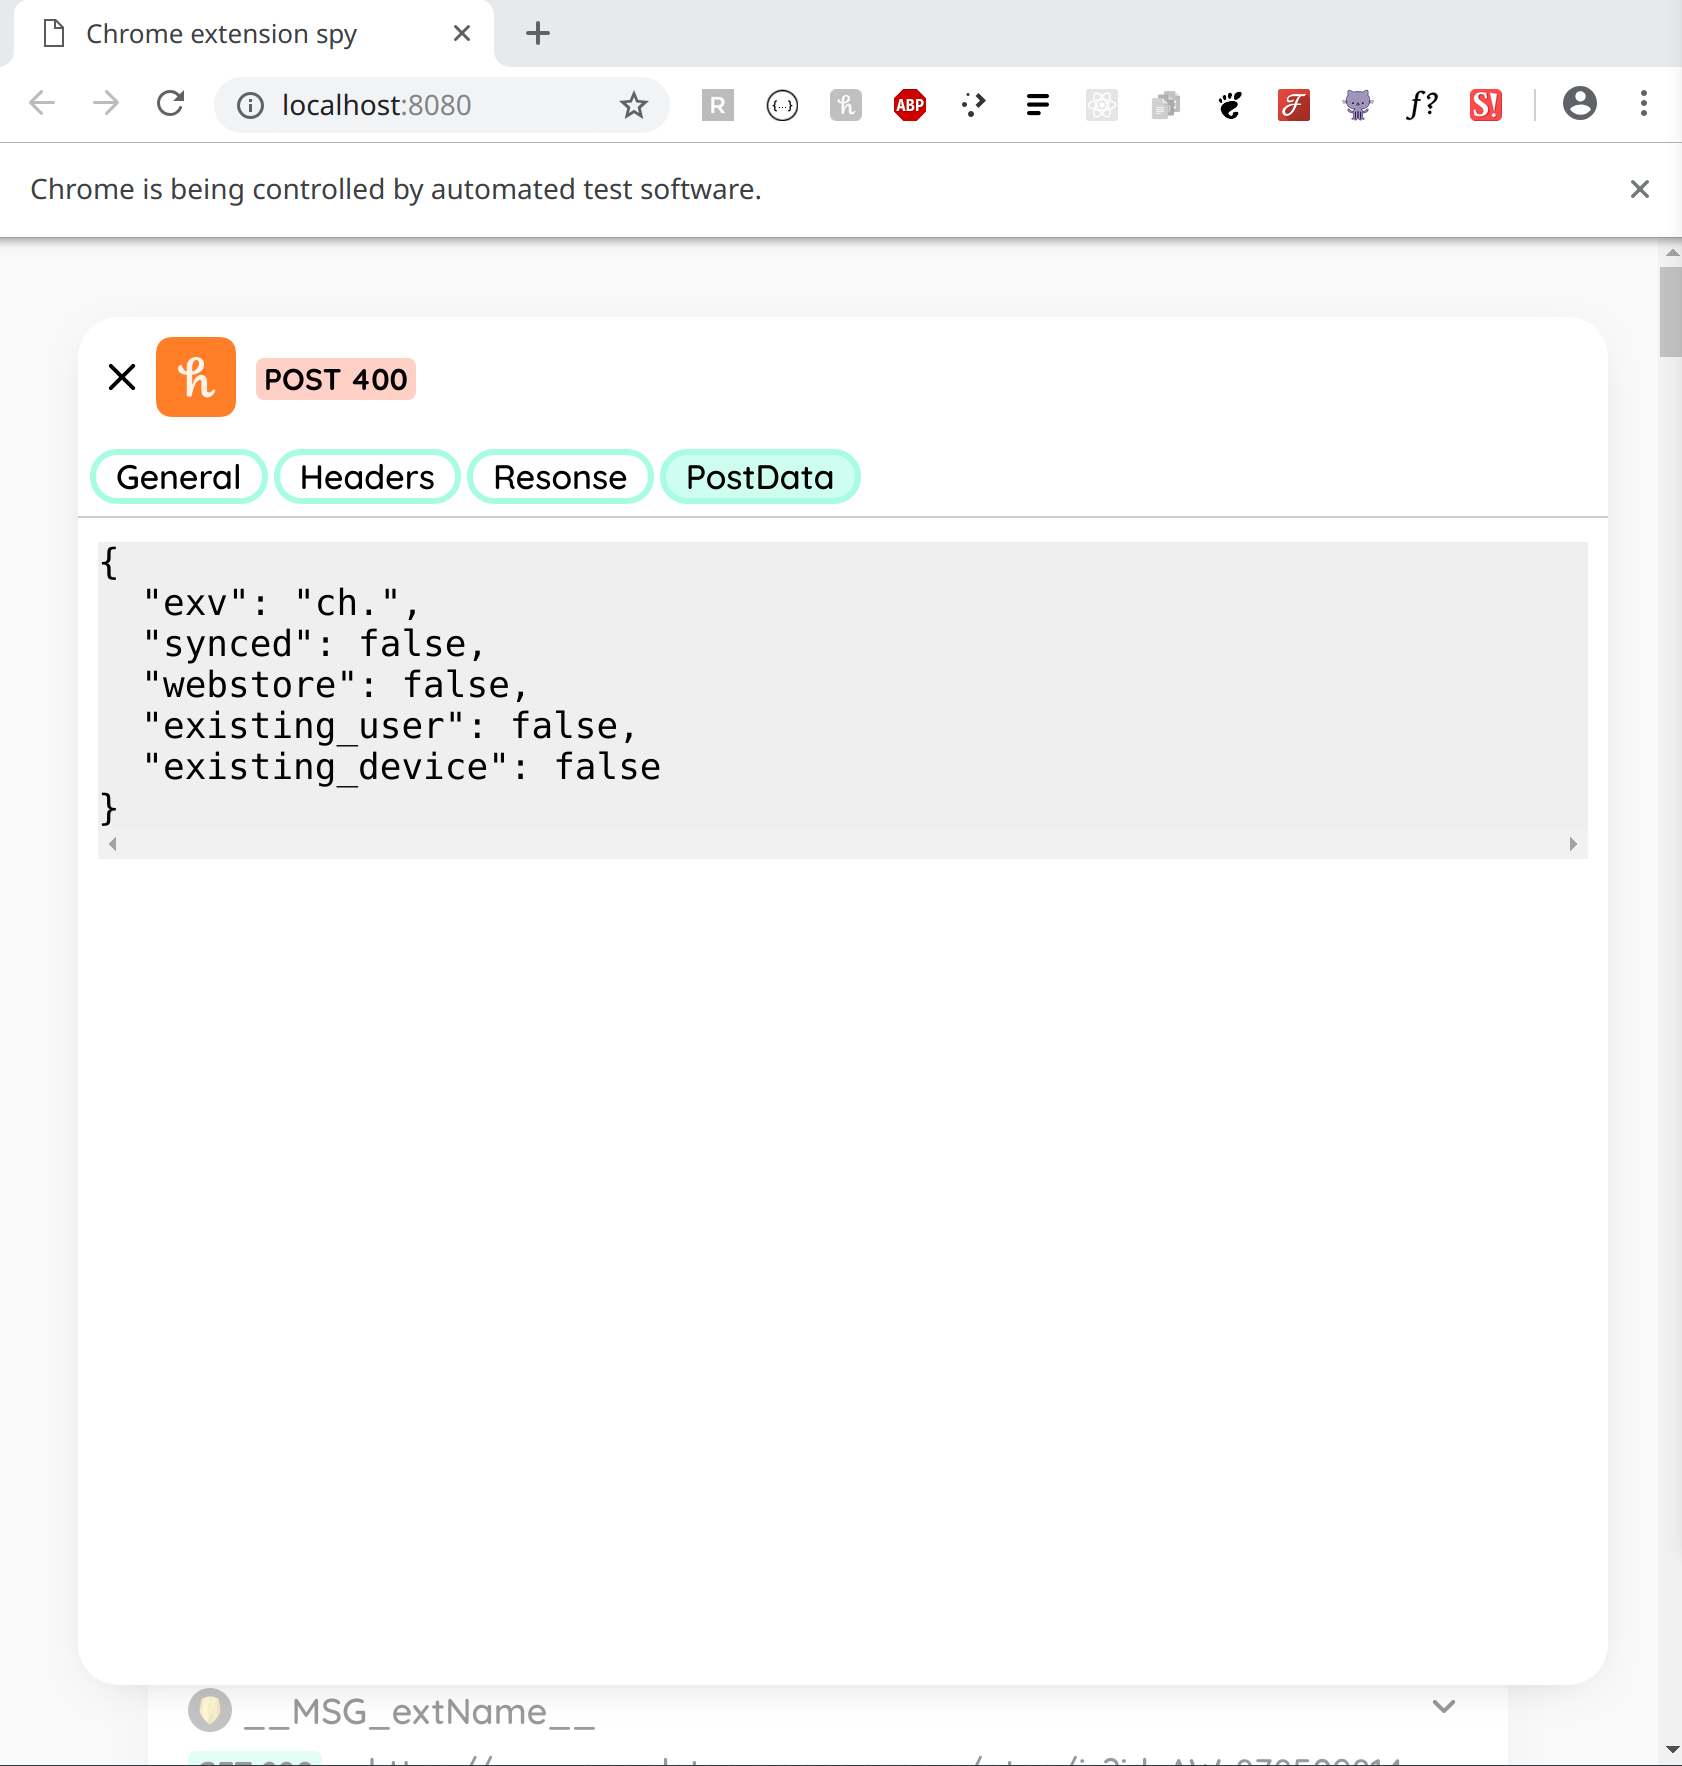 Chrome extension spy
localhost:8080
R
{...}
ABP
f?
S!
Chrome is being controlled by automated test software.
h
POST 400
General Headers Resonse PostData
{
  "exv": "ch.",
  "synced": false,
  "webstore": false,
  "existing_user": false,
  "existing_device": false
}
__MSG_extName__